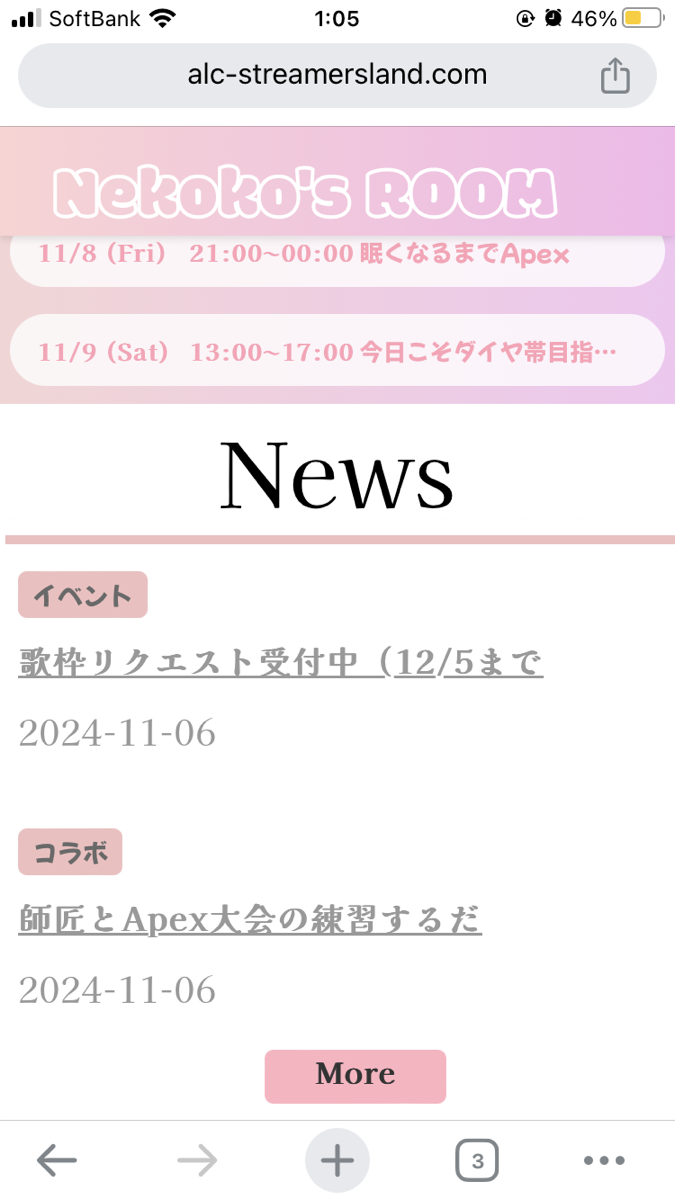 SoftBank 1:05 46%
alc-streamersland.com
Nekoko's ROOM
11/8 (Fri) 21:00~00:00 眠くなるまでApex
11/9 (Sat) 13:00~17:00 今日こそダイヤ帯目指…
News
イベント
歌枠リクエスト受付中（12/5まで
2024-11-06
コラボ
師匠とApex大会の練習するだ
2024-11-06
More
3